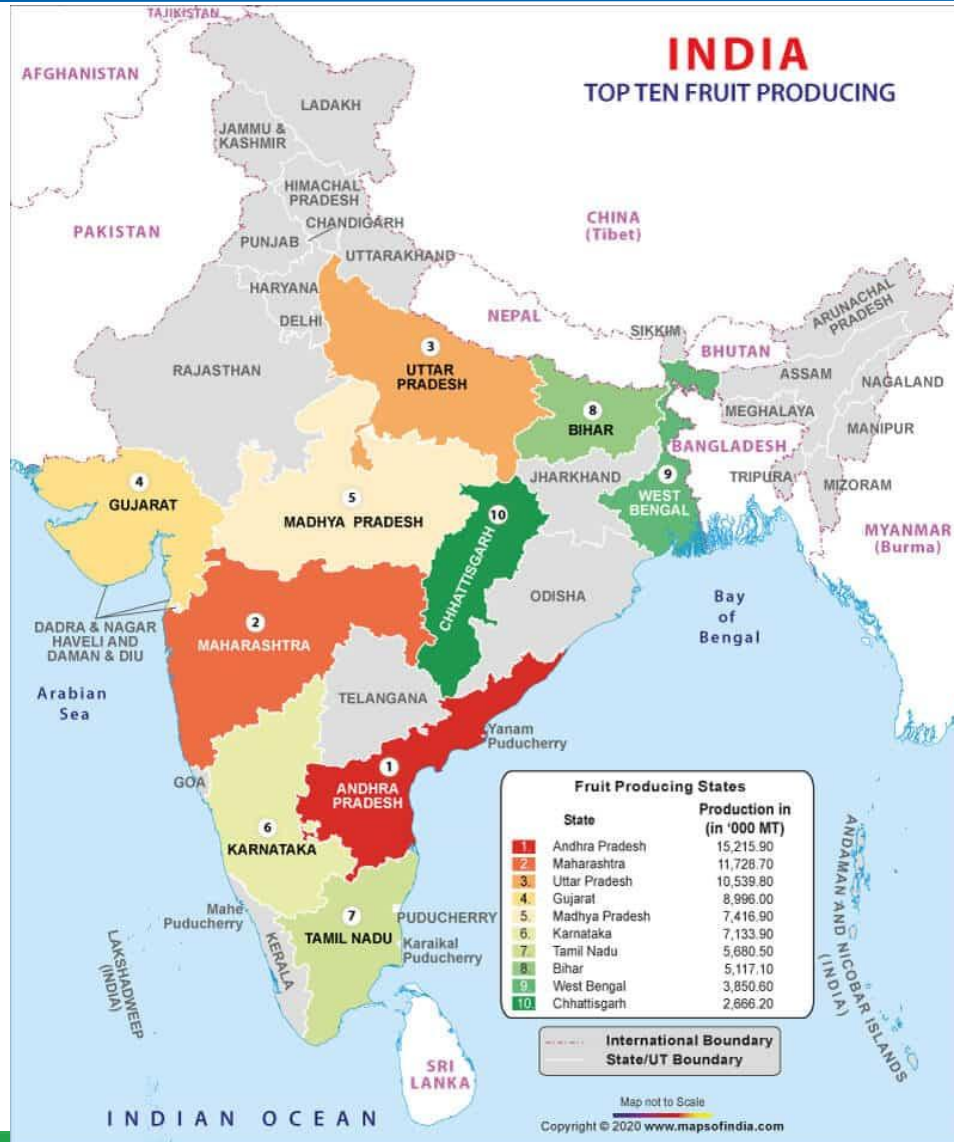 INDIA
TOP TEN FRUIT PRODUCING
TAJIKISTAN
AFGHANISTAN
LADAKH
JAMMU &
KASHMIR
HIMACHAL
PRADESH
CHANDIGARH
PAKISTAN
PUNJAB
UTTARAKHAND
CHINA
(Tibet)
HARYANA
DELHI
NEPAL
SIKKIM
ARUNACHAL
PRADESH
BHUTAN
3
UTTAR
PRADESH
RAJASTHAN
ASSAM
NAGALAND
8
BIHAR
MEGHALAYA
MANIPUR
BANGLADESH
4
GUJARAT
5
MADHYA PRADESH
JHARKHAND
9
WEST
BENGAL
TRIPURA
MIZORAM
10
CHHATTISGARH
MYANMAR
(Burma)
ODISHA
Bay
of
Bengal
DADRA & NAGAR
HAVELI AND
DAMAN & DIU
2
MAHARASHTRA
Arabian
Sea
TELANGANA
Yanam
Puducherry
GOA
1
ANDHRA
PRADESH
6
KARNATAKA
Mahe
Puducherry
7
TAMIL NADU
PUDUCHERRY
Karaikal
Puducherry
KERALA
LAKSHADWEEP
(INDIA)
ANDAMAN AND NICOBAR ISLANDS
(INDIA)
SRI
LANKA
INDIAN OCEAN
Fruit Producing States
State Production in
(in '000 MT)
1. Andhra Pradesh 15,215.90
2. Maharashtra 11,728.70
3. Uttar Pradesh 10,539.80
4. Gujarat 8,996.00
5. Madhya Pradesh 7,416.90
6. Karnataka 7,133.90
7. Tamil Nadu 5,680.50
8. Bihar 5,117.10
9. West Bengal 3,850.60
10. Chhattisgarh 2,666.20
International Boundary
State/UT Boundary
Map not to Scale
Copyright © 2020 www.mapsofindia.com